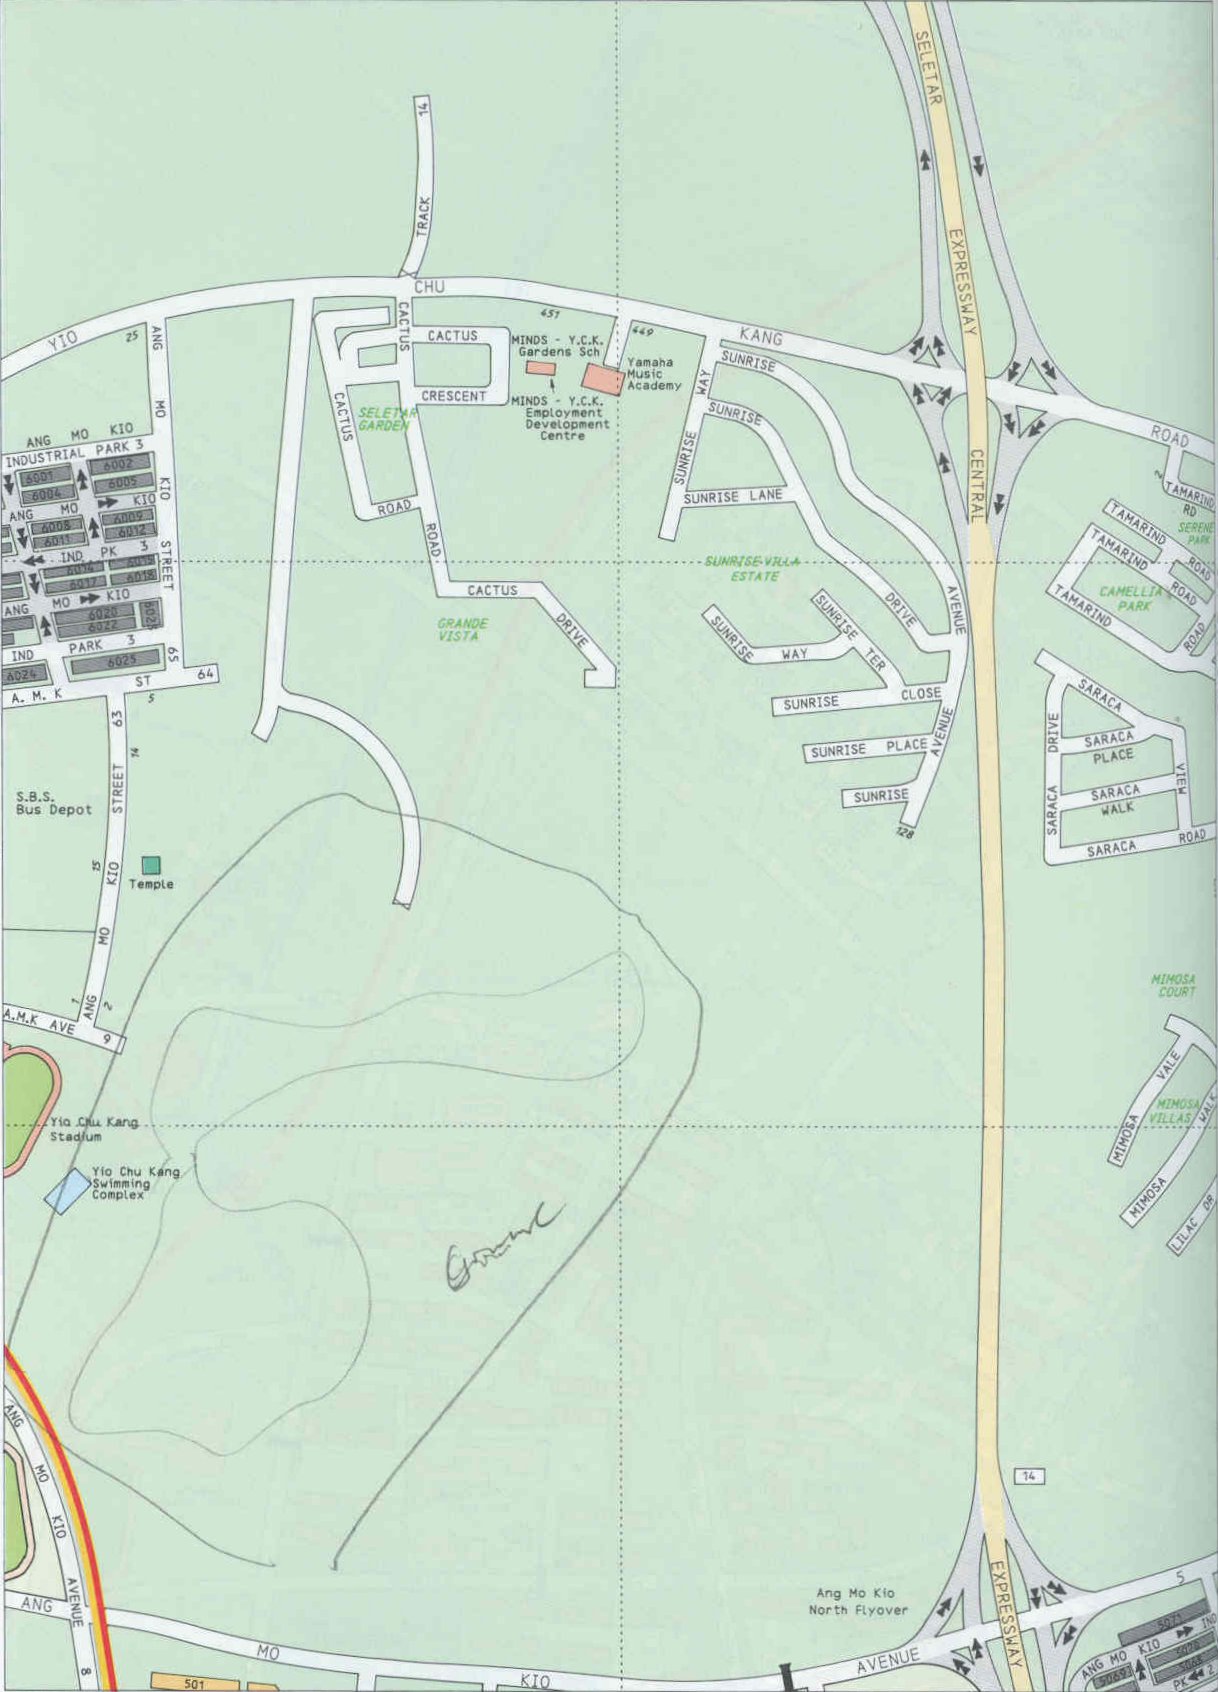 SELETAR
14
TRACK
EXPRESSWAY
CHU
YIO
25
ANG
MO
KIO
STREET
65
CACTUS
CACTUS
CRESCENT
CACTUS
ROAD
ROAD
SELETAR
GARDEN
451
MINDS - Y.C.K.
Gardens Sch
MINDS - Y.C.K.
Employment
Development
Centre
469
Yamaha
Music
Academy
KANG
SUNRISE
WAY
SUNRISE
SUNRISE
SUNRISE LANE
CENTRAL
ROAD
2
TAMARIND
RD
SERENE
PARK
TAMARIND
ROAD
TAMARIND
ROAD
CAMELLIA
PARK
TAMARIND
ROAD
ANG MO KIO
INDUSTRIAL PARK 3
6001
6002
6004
6005
ANG MO KIO
6008
6009
6011
6012
IND PK 3
6014
6015
6017
6018
ANG MO KIO
6020
6022
IND PARK 3
6024
6025
A.M.K ST 64
5
63
14
STREET
15
KIO
MO
ANG
1
2
S.B.S.
Bus Depot
Temple
CACTUS
DRIVE
GRANDE
VISTA
SUNRISE VILLA
ESTATE
DRIVE
AVENUE
SUNRISE
WAY
SUNRISE
TER
SUNRISE CLOSE
SUNRISE PLACE
AVENUE
SUNRISE
128
SARACA
DRIVE
SARACA
PLACE
SARACA
WALK
VIEW
SARACA
SARACA ROAD
A.M.K AVE 9
Yio Chu Kang
Stadium
Yio Chu Kang
Swimming
Complex
MIMOSA
COURT
VALE
MIMOSA
MIMOSA
VILLAS
WALK
MIMOSA
LILAC DR
14
ANG
MO
KIO
AVENUE
8
ANG
MO
KIO
AVENUE
5
501
Ang Mo Kio
North Flyover
EXPRESSWAY
5071
ANG MO KIO IND
PK 2
5069